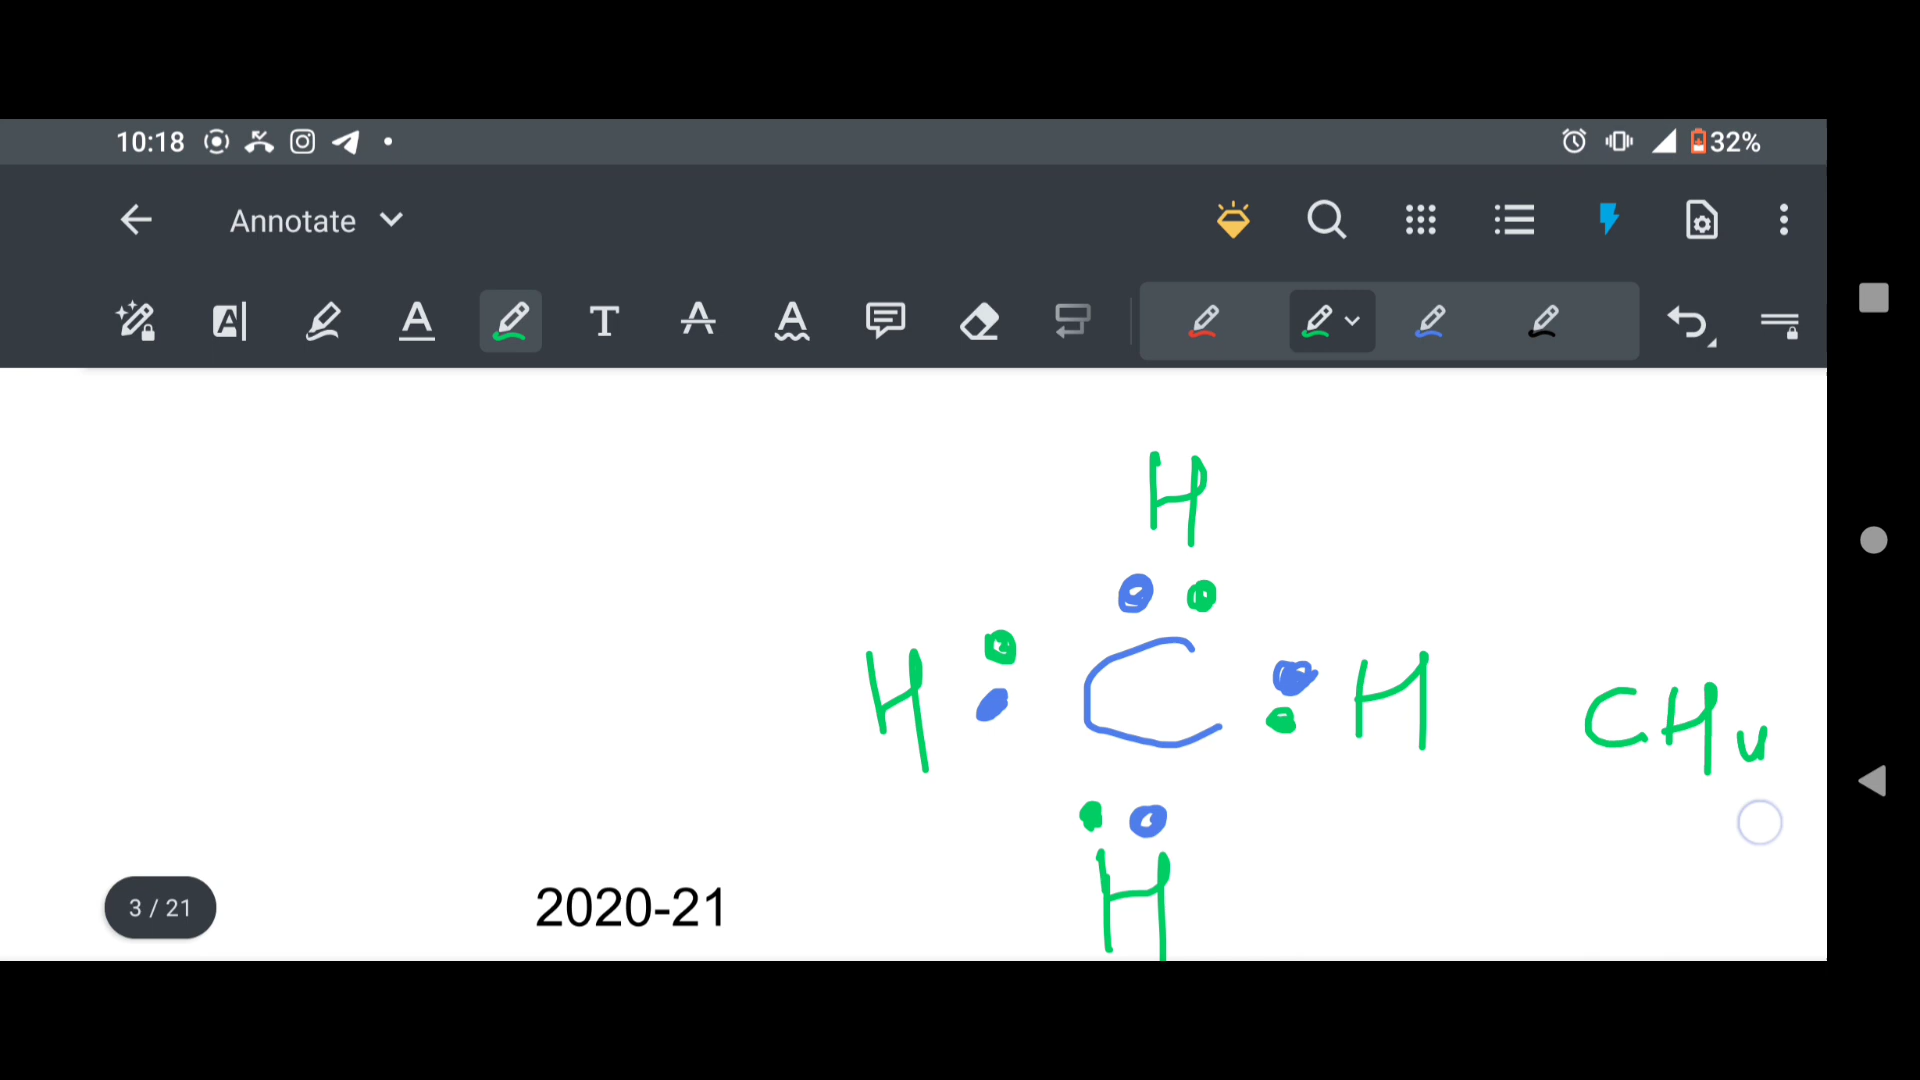 10:18 32%
Annotate
A A T A A
H
H C H CH4
H
3 / 21 2020-21